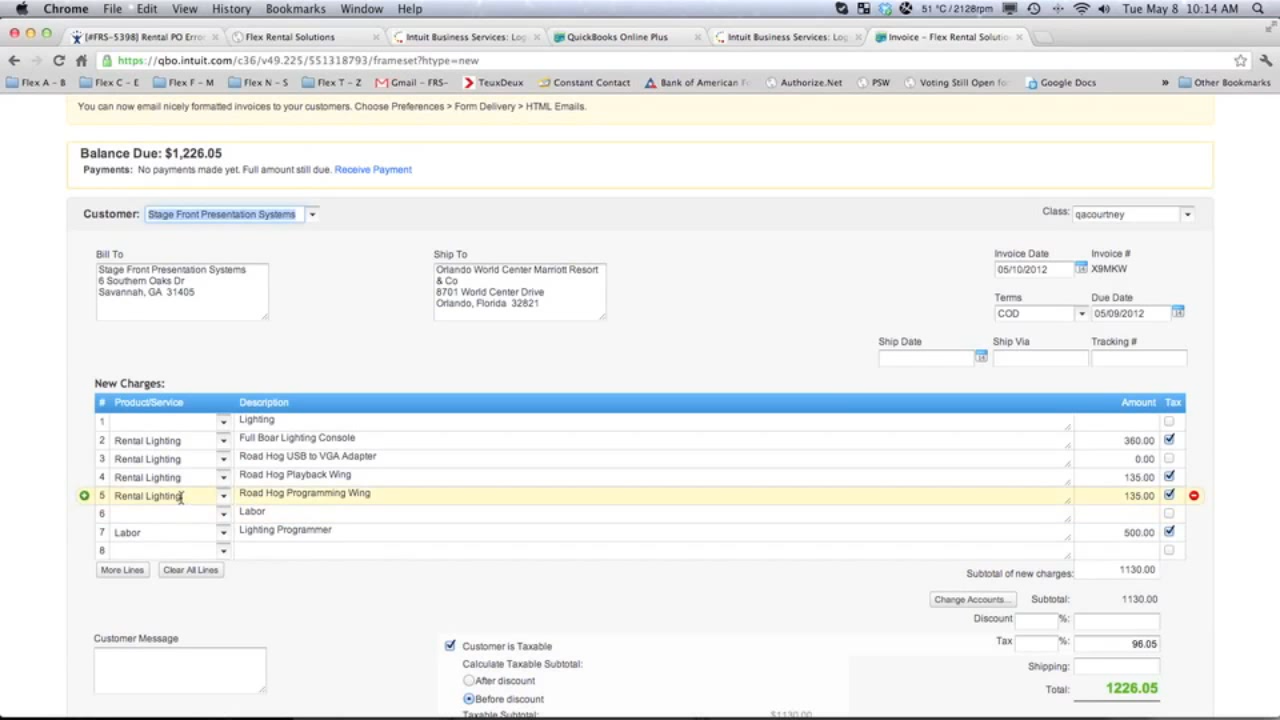 Chrome File Edit View History Bookmarks Window Help 51 °C / 2128rpm Tue May 8 10:14 AM
[#FRS-5398] Rental PO Erro Flex Rental Solutions Intuit Business Services: Log QuickBooks Online Plus Intuit Business Services: Log Invoice – Flex Rental Solutio
https://qbo.intuit.com/c36/v49.225/551318793/frameset?htype=new
Flex A – B Flex C – E Flex F – M Flex N – S Flex T – Z Gmail – FRS– TeuxDeux Constant Contact Bank of American F Authorize.Net PSW Voting Still Open fo Google Docs » Other Bookmarks
You can now email nicely formatted invoices to your customers. Choose Preferences > Form Delivery > HTML Emails.
Balance Due: $1,226.05
Payments: No payments made yet. Full amount still due. Receive Payment
Customer: Stage Front Presentation Systems Class: qacourtney
Bill To Ship To Invoice Date Invoice #
Stage Front Presentation Systems
6 Southern Oaks Dr
Savannah, GA 31405
Orlando World Center Marriott Resort
& Co
8701 World Center Drive
Orlando, Florida 32821
05/10/2012 X9MKW
Terms Due Date
COD 05/09/2012
Ship Date Ship Via Tracking #
New Charges:
# Product/Service Description Amount Tax
1 Lighting
2 Rental Lighting Full Boar Lighting Console 360.00
3 Rental Lighting Road Hog USB to VGA Adapter 0.00
4 Rental Lighting Road Hog Playback Wing 135.00
5 Rental Lighting Road Hog Programming Wing 135.00
6 Labor
7 Labor Lighting Programmer 500.00
8
More Lines Clear All Lines Subtotal of new charges: 1130.00
Change Accounts... Subtotal: 1130.00
Discount %:
Customer Message Customer is Taxable Tax %: 96.05
Calculate Taxable Subtotal: Shipping:
After discount Total: 1226.05
Before discount
Taxable Subtotal: $1130.00